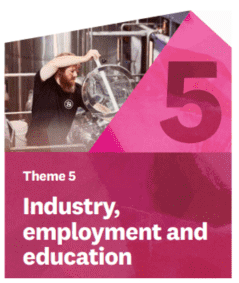 5
Theme 5
Industry,
employment and
education